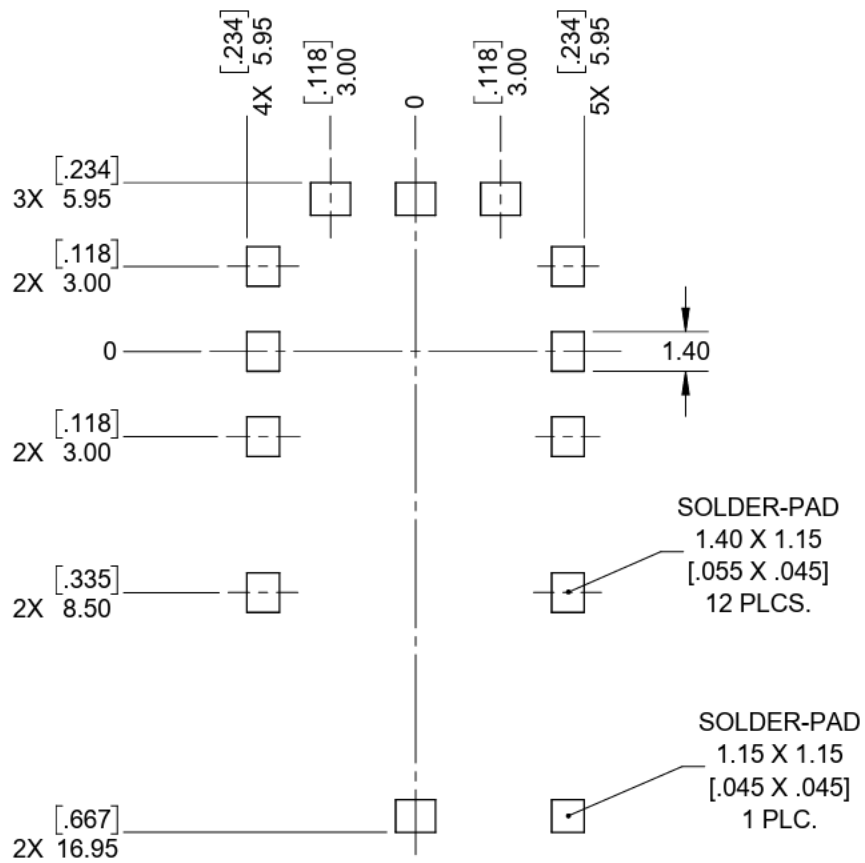 [.234]
4X 5.95
[.118]
3.00
0
[.118]
3.00
[.234]
5X 5.95
[.234]
3X 5.95
[.118]
2X 3.00
0
1.40
[.118]
2X 3.00
SOLDER-PAD
1.40 X 1.15
[.055 X .045]
12 PLCS.
[.335]
2X 8.50
SOLDER-PAD
1.15 X 1.15
[.045 X .045]
1 PLC.
[.667]
2X 16.95